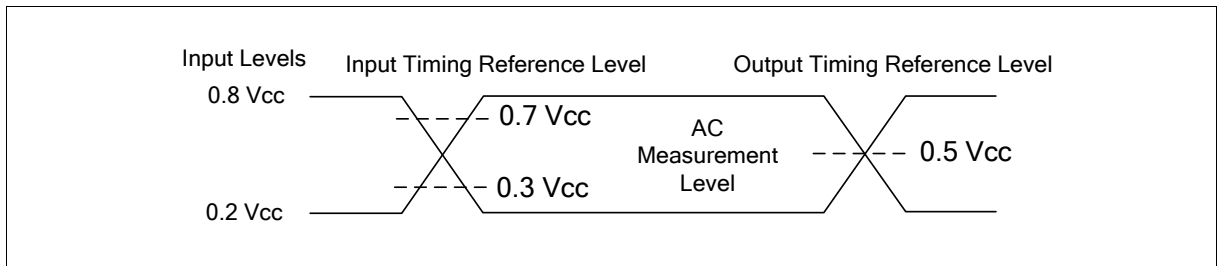 Input Levels
Input Timing Reference Level
Output Timing Reference Level
0.8 Vcc
0.7 Vcc
AC
Measurement
Level
0.5 Vcc
0.3 Vcc
0.2 Vcc